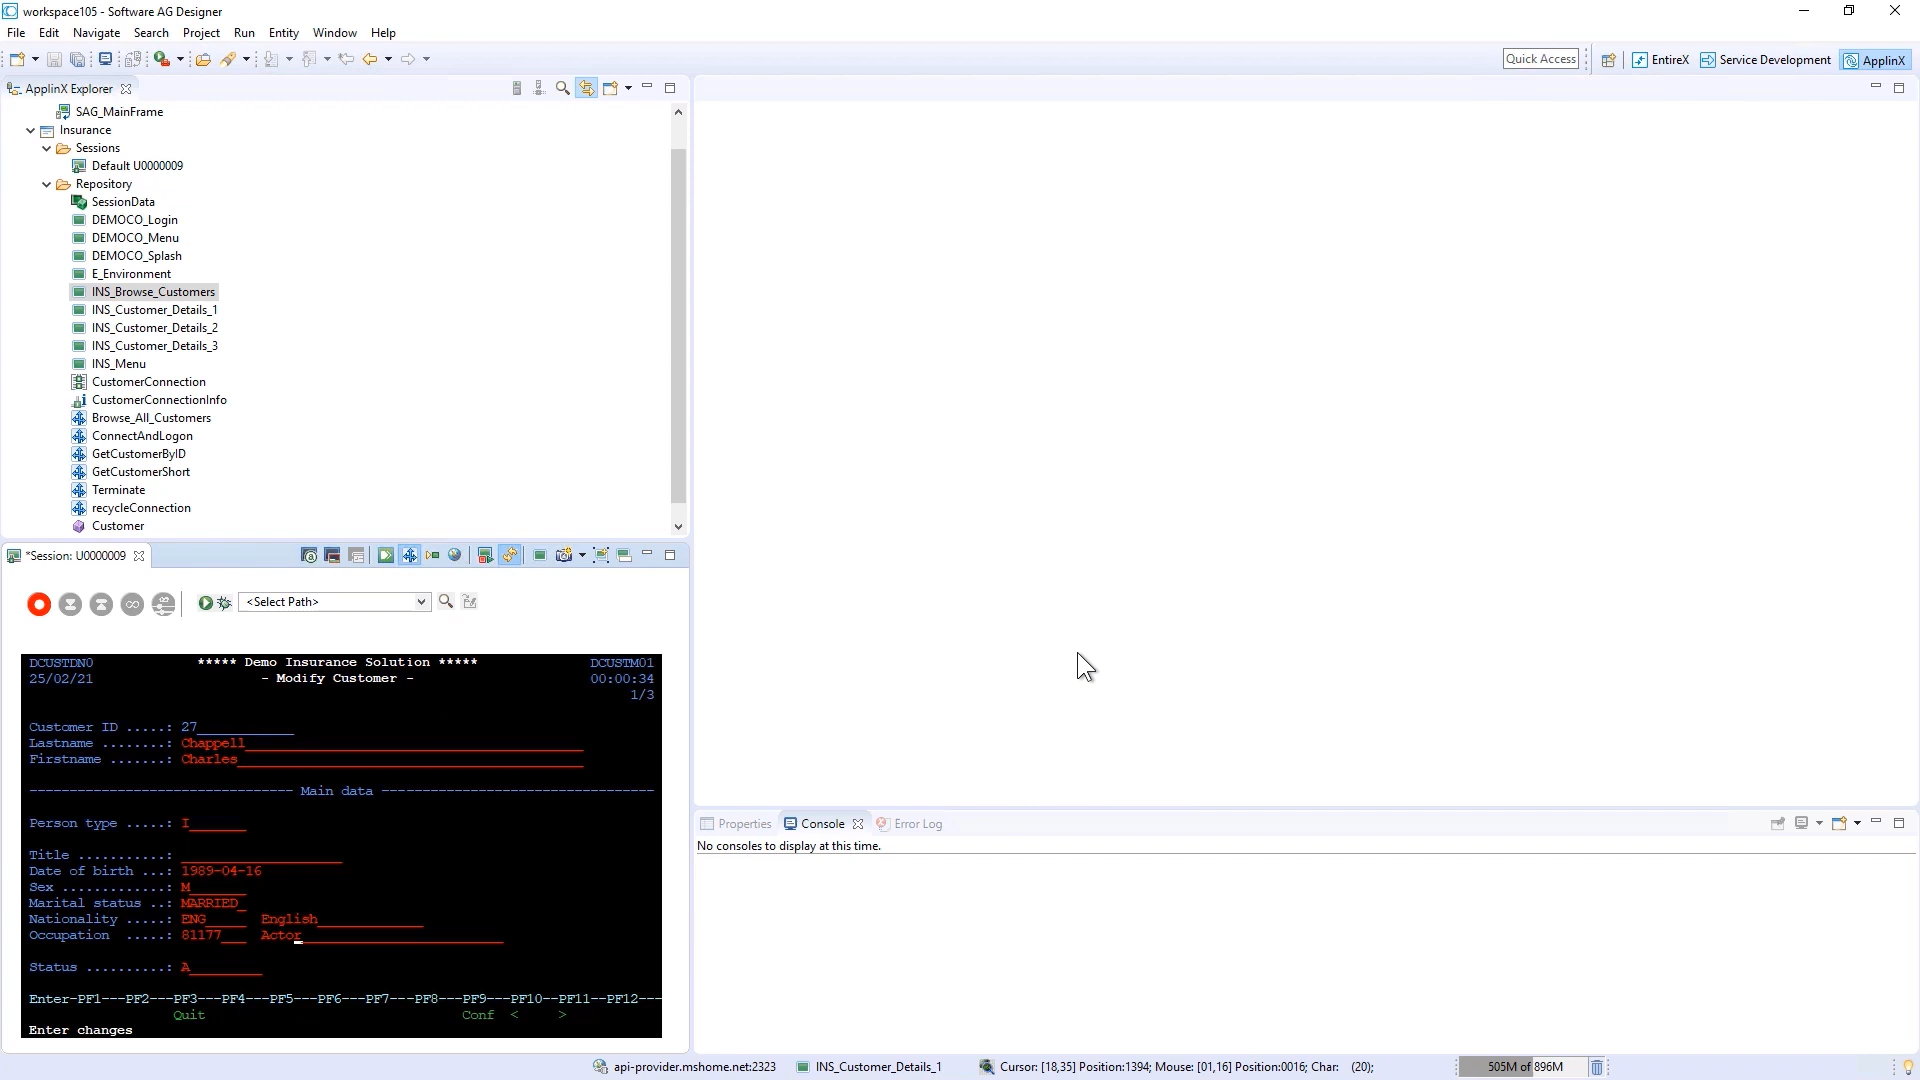 workspace105 - Software AG Designer
File Edit Navigate Search Project Run Entity Window Help
Quick Access EntireX Service Development ApplinX
ApplinX Explorer
SAG_MainFrame
Insurance
Sessions
Default U0000009
Repository
SessionData
DEMOCO_Login
DEMOCO_Menu
DEMOCO_Splash
E_Environment
INS_Browse_Customers
INS_Customer_Details_1
INS_Customer_Details_2
INS_Customer_Details_3
INS_Menu
CustomerConnection
CustomerConnectionInfo
Browse_All_Customers
ConnectAndLogon
GetCustomerByID
GetCustomerShort
Terminate
recycleConnection
Customer
*Session: U0000009
<Select Path>
DCUSTDN0 ***** Demo Insurance Solution ***** DCUSTM01
25/02/21 - Modify Customer - 00:00:34
1/3
Customer ID .....: 27
Lastname ........: Chappell
Firstname .......: Charles
--------------------------------- Main data ----------------------------------
Person type .....: I
Title ...........:
Date of birth ...: 1989-04-16
Sex .............: M
Marital status ..: MARRIED
Nationality .....: ENG English
Occupation .....: 81177 Actor
Status ..........: A
Enter-PF1---PF2---PF3---PF4---PF5---PF6---PF7---PF8---PF9---PF10--PF11--PF12---
Quit Conf < >
Enter changes
Properties Console Error Log
No consoles to display at this time.
api-provider.mshome.net:2323 INS_Customer_Details_1 Cursor: [18,35] Position:1394; Mouse: [01,16] Position:0016; Char: (20); 505M of 896M